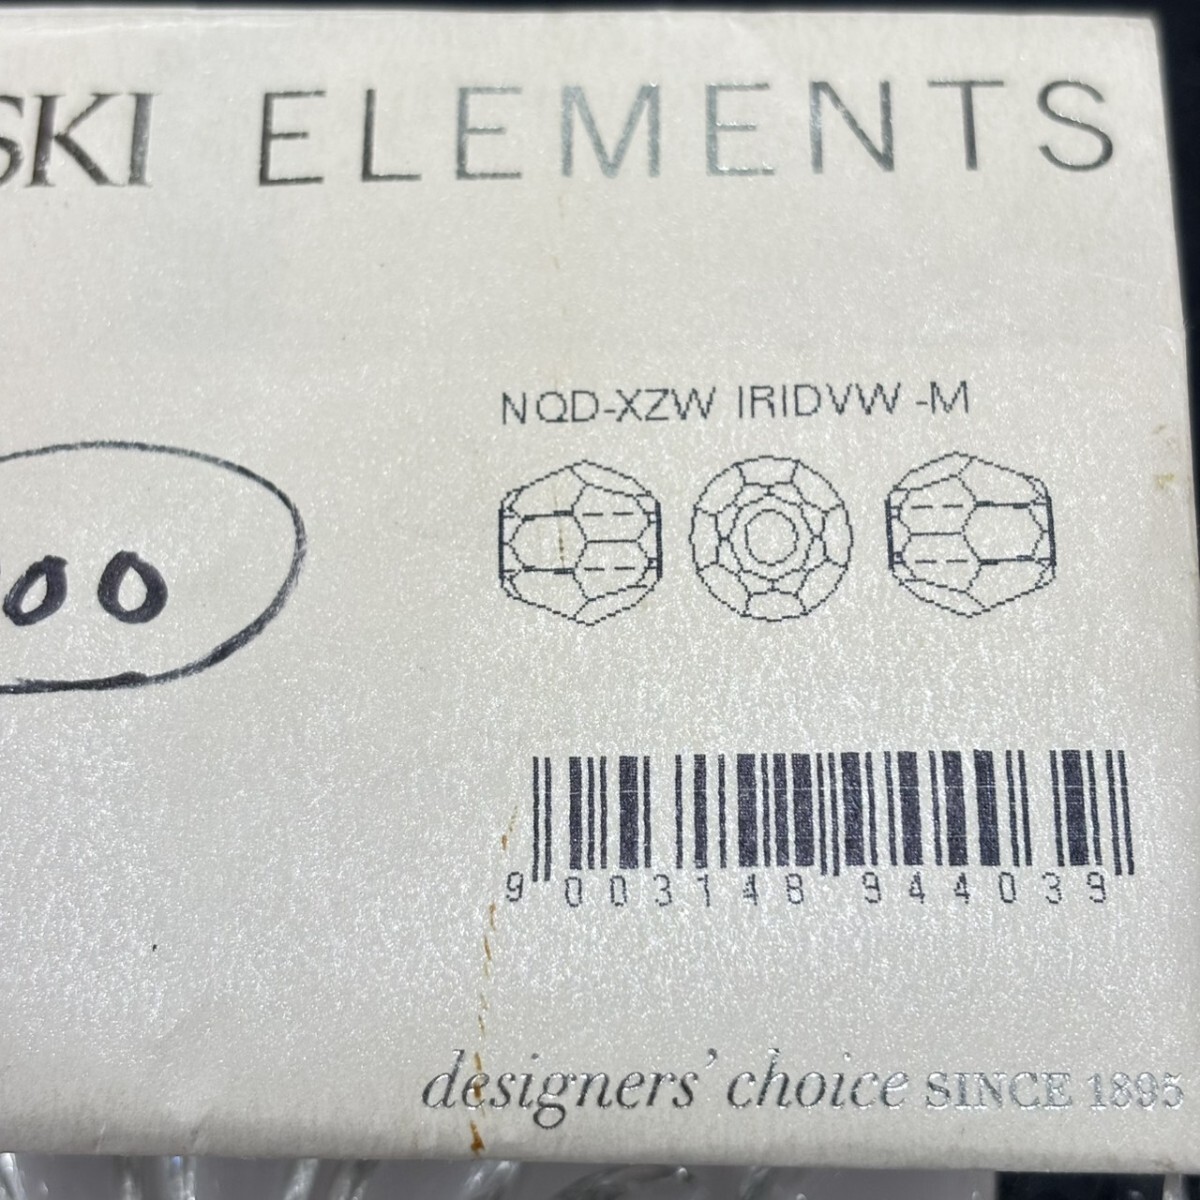 SKI ELEMENTS
NQD-XZW IRIDVW -M
00
9 003148 944039
designers' choice SINCE 1895